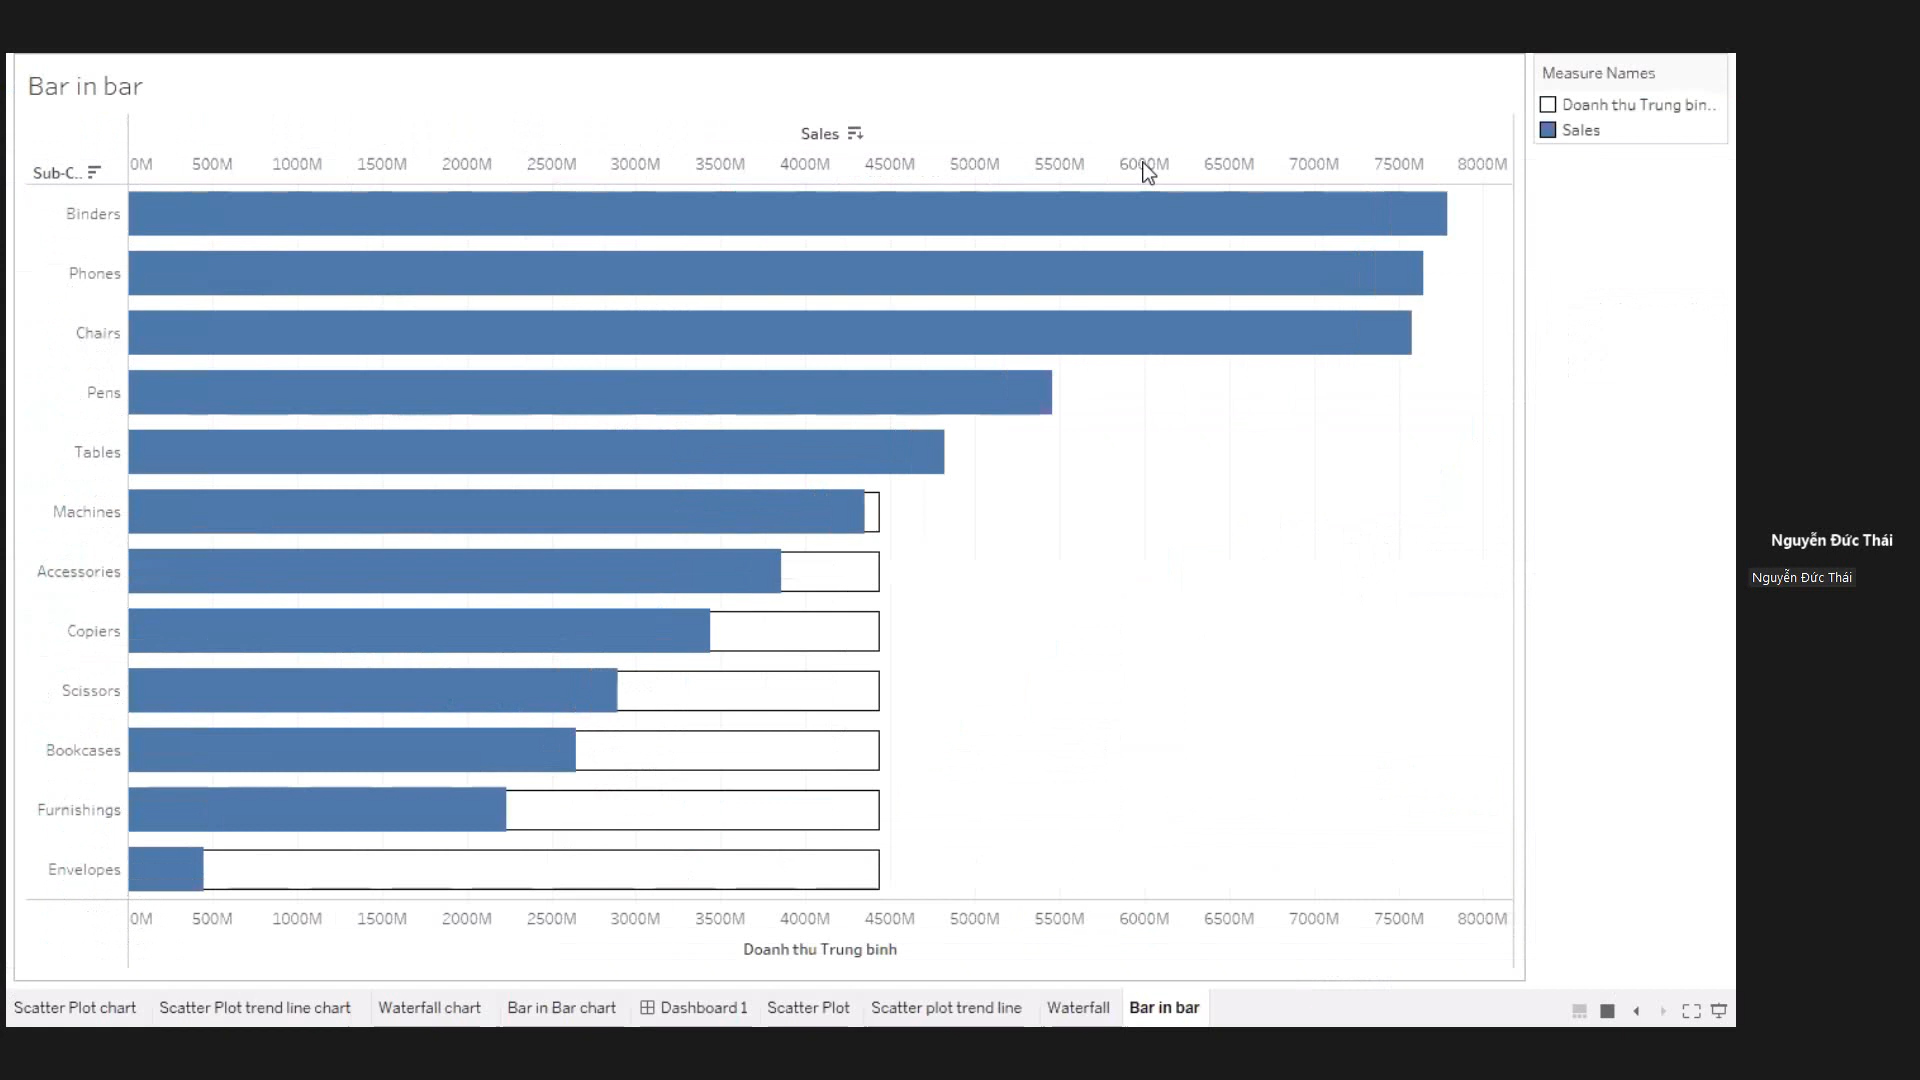 Bar in bar
Sales
Sub-C..
0M 500M 1000M 1500M 2000M 2500M 3000M 3500M 4000M 4500M 5000M 5500M 6000M 6500M 7000M 7500M 8000M
Binders
Phones
Chairs
Pens
Tables
Machines
Accessories
Copiers
Scissors
Bookcases
Furnishings
Envelopes
0M 500M 1000M 1500M 2000M 2500M 3000M 3500M 4000M 4500M 5000M 5500M 6000M 6500M 7000M 7500M 8000M
Doanh thu Trung binh
Measure Names
Doanh thu Trung bin..
Sales
Nguyễn Đức Thái
Nguyễn Đức Thái
Scatter Plot chart Scatter Plot trend line chart Waterfall chart Bar in Bar chart Dashboard 1 Scatter Plot Scatter plot trend line Waterfall Bar in bar